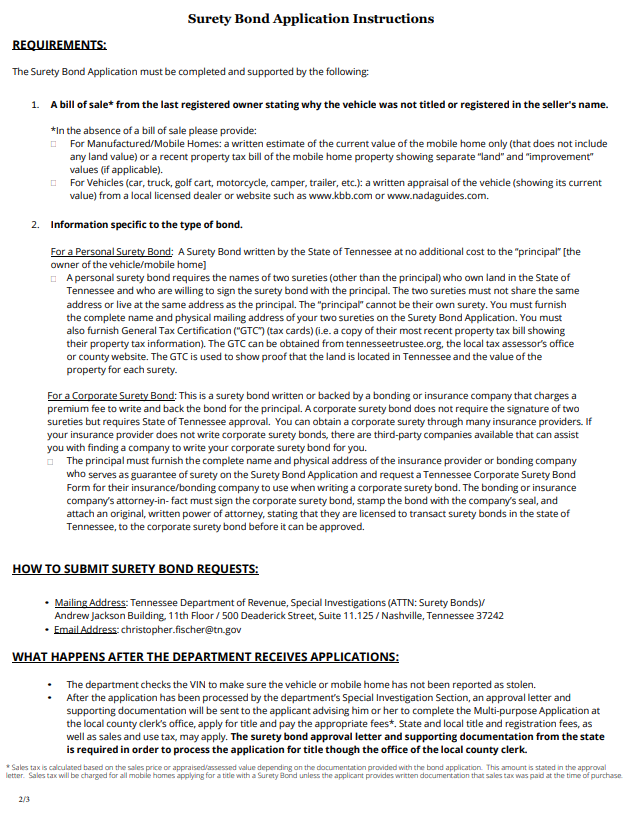 Surety Bond Application Instructions
REQUIREMENTS:
The Surety Bond Application must be completed and supported by the following:
1. A bill of sale* from the last registered owner stating why the vehicle was not titled or registered in the seller's name.
*In the absence of a bill of sale please provide:
□ For Manufactured/Mobile Homes: a written estimate of the current value of the mobile home only (that does not include
any land value) or a recent property tax bill of the mobile home property showing separate “land” and “improvement”
values (if applicable).
□ For Vehicles (car, truck, golf cart, motorcycle, camper, trailer, etc.): a written appraisal of the vehicle (showing its current
value) from a local licensed dealer or website such as www.kbb.com or www.nadaguides.com.
2. Information specific to the type of bond.
For a Personal Surety Bond: A Surety Bond written by the State of Tennessee at no additional cost to the “principal” [the
owner of the vehicle/mobile home]
□ A personal surety bond requires the names of two sureties (other than the principal) who own land in the State of
Tennessee and who are willing to sign the surety bond with the principal. The two sureties must not share the same
address or live at the same address as the principal. The “principal” cannot be their own surety. You must furnish
the complete name and physical mailing address of your two sureties on the Surety Bond Application. You must
also furnish General Tax Certification (“GTC”) (tax cards) (i.e. a copy of their most recent property tax bill showing
their property tax information). The GTC can be obtained from tennesseetrustee.org, the local tax assessor’s office
or county website. The GTC is used to show proof that the land is located in Tennessee and the value of the
property for each surety.
For a Corporate Surety Bond: This is a surety bond written or backed by a bonding or insurance company that charges a
premium fee to write and back the bond for the principal. A corporate surety bond does not require the signature of two
sureties but requires State of Tennessee approval. You can obtain a corporate surety through many insurance providers. If
your insurance provider does not write corporate surety bonds, there are third-party companies available that can assist
you with finding a company to write your corporate surety bond for you.
□ The principal must furnish the complete name and physical address of the insurance provider or bonding company
who serves as guarantee of surety on the Surety Bond Application and request a Tennessee Corporate Surety Bond
Form for their insurance/bonding company to use when writing a corporate surety bond. The bonding or insurance
company’s attorney-in- fact must sign the corporate surety bond, stamp the bond with the company’s seal, and
attach an original, written power of attorney, stating that they are licensed to transact surety bonds in the state of
Tennessee, to the corporate surety bond before it can be approved.
HOW TO SUBMIT SURETY BOND REQUESTS:
• Mailing Address: Tennessee Department of Revenue, Special Investigations (ATTN: Surety Bonds)/
Andrew Jackson Building, 11th Floor / 500 Deaderick Street, Suite 11.125 / Nashville, Tennessee 37242
• Email Address: christopher.fischer@tn.gov
WHAT HAPPENS AFTER THE DEPARTMENT RECEIVES APPLICATIONS:
• The department checks the VIN to make sure the vehicle or mobile home has not been reported as stolen.
• After the application has been processed by the department’s Special Investigation Section, an approval letter and
supporting documentation will be sent to the applicant advising him or her to complete the Multi-purpose Application at
the local county clerk’s office, apply for title and pay the appropriate fees*. State and local title and registration fees, as
well as sales and use tax, may apply. The surety bond approval letter and supporting documentation from the state
is required in order to process the application for title though the office of the local county clerk.
* Sales tax is calculated based on the sales price or appraised/assessed value depending on the documentation provided with the bond application. This amount is stated in the approval
letter. Sales tax will be charged for all mobile homes applying for a title with a Surety Bond unless the applicant provides written documentation that sales tax was paid at the time of purchase.
2/3